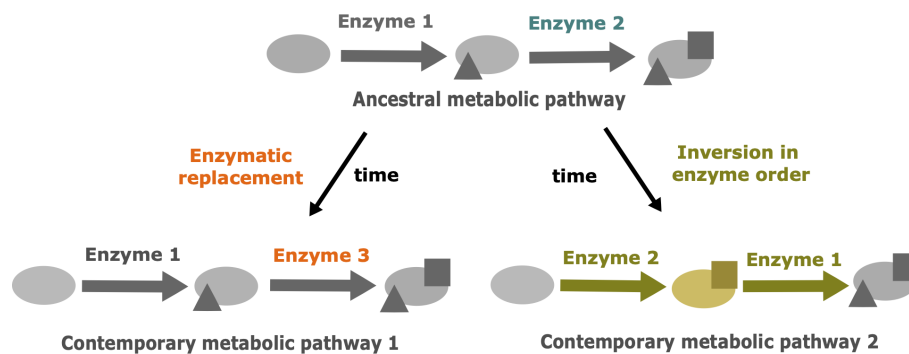 Enzyme 1
Enzyme 2
Ancestral metabolic pathway
Enzymatic
replacement
time
time
Inversion in
enzyme order
Enzyme 1
Enzyme 3
Enzyme 2
Enzyme 1
Contemporary metabolic pathway 1
Contemporary metabolic pathway 2